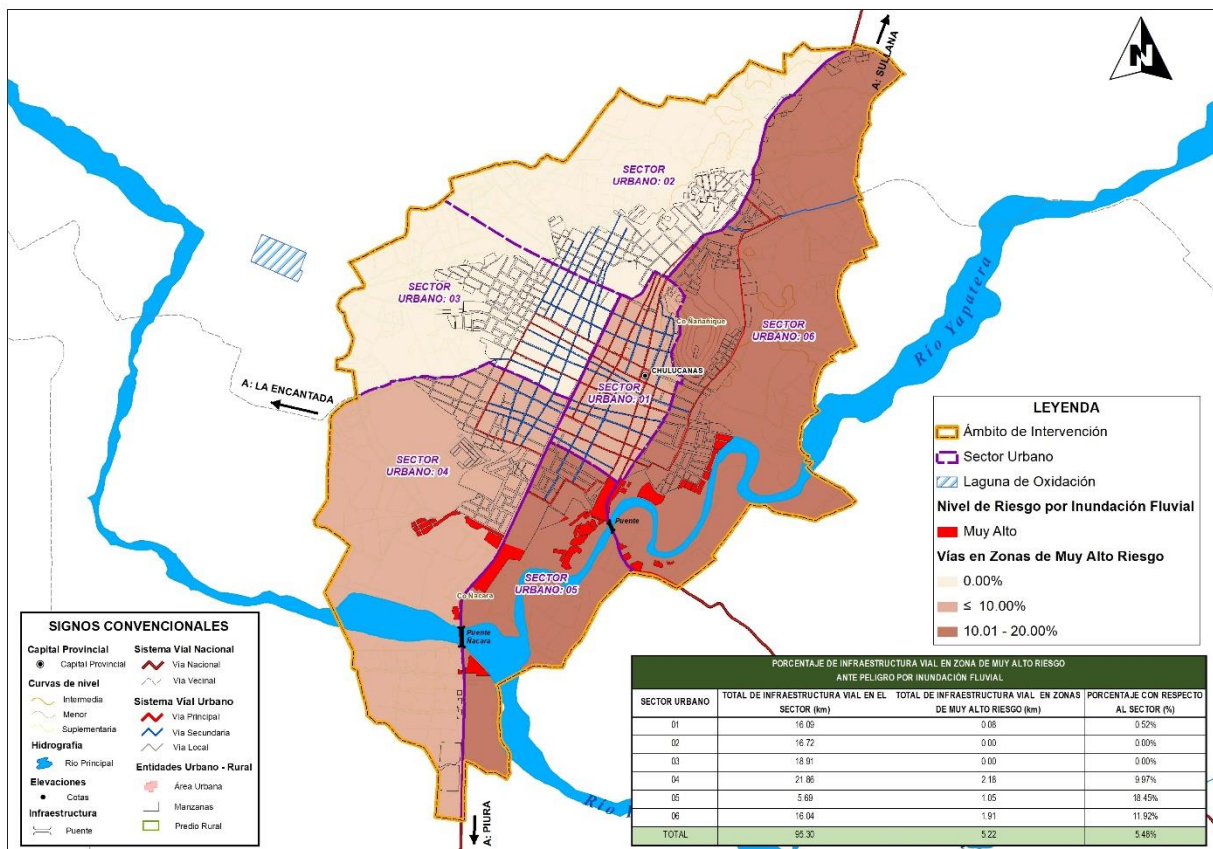 N
A: SULLANA
SECTOR
URBANO: 02
SECTOR
URBANO: 03
Co Ñañañique
SECTOR
URBANO: 06
Río Yapatera
CHULUCANAS
SECTOR
URBANO: 01
A: LA ENCANTADA
SECTOR
URBANO: 04
Puente
SECTOR
URBANO: 05
Co Ñácara
Puente
Ñacara
A: PIURA
LEYENDA
Ámbito de Intervención
Sector Urbano
Laguna de Oxidación
Nivel de Riesgo por Inundación Fluvial
Muy Alto
Vías en Zonas de Muy Alto Riesgo
0.00%
≤ 10.00%
10.01 - 20.00%
SIGNOS CONVENCIONALES
Capital Provincial
Capital Provincial
Curvas de nivel
Intermedia
Menor
Suplementaria
Hidrografía
Rio Principal
Elevaciones
Cotas
Infraestructura
Puente
Sistema Víal Nacional
Vía Nacional
Vía Vecinal
Sistema Víal Urbano
Vía Principal
Vía Secundaria
Vía Local
Entidades Urbano - Rural
Área Urbana
Manzanas
Predio Rural
PORCENTAJE DE INFRAESTRUCTURA VIAL EN ZONA DE MUY ALTO RIESGO
ANTE PELIGRO POR INUNDACIÓN FLUVIAL
SECTOR URBANO TOTAL DE INFRAESTRUCTURA VIAL EN EL SECTOR (km) TOTAL DE INFRAESTRUCTURA VIAL EN ZONAS DE MUY ALTO RIESGO (km) PORCENTAJE CON RESPECTO AL SECTOR (%)
01 16.09 0.08 0.52%
02 16.72 0.00 0.00%
03 18.91 0.00 0.00%
04 21.86 2.18 9.97%
05 5.69 1.05 18.45%
06 16.04 1.91 11.92%
TOTAL 95.30 5.22 5.48%
Río